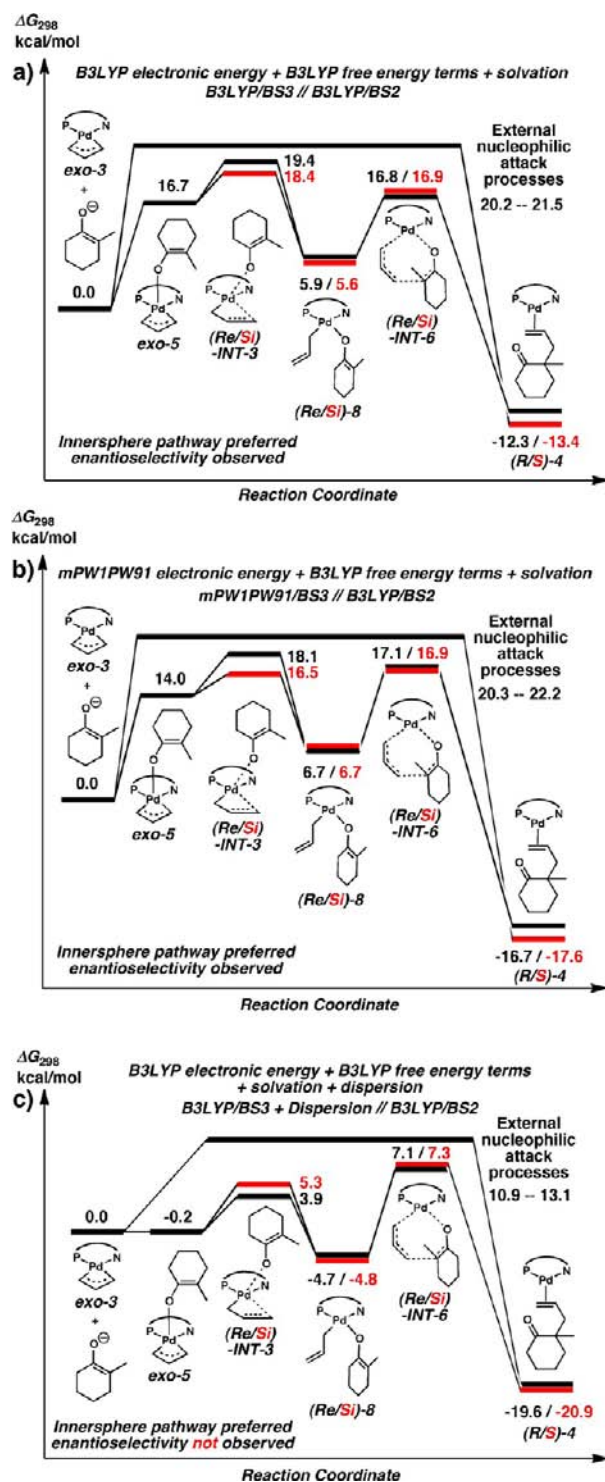 ΔG298
kcal/mol
a)
B3LYP electronic energy + B3LYP free energy terms + solvation
B3LYP/BS3 // B3LYP/BS2
P
N
Pd
exo-3
+
O
⊖
0.0
16.7
O
P
N
Pd
exo-5
19.4
18.4
O
P
N
Pd
(Re/Si)
-INT-3
5.9 / 5.6
P
N
Pd
O
(Re/Si)-8
16.8 / 16.9
P
N
Pd
O
(Re/Si)
-INT-6
External
nucleophilic
attack
processes
20.2 -- 21.5
P
N
Pd
O
-12.3 / -13.4
(R/S)-4
Innersphere pathway preferred
enantioselectivity observed
Reaction Coordinate
ΔG298
kcal/mol
b)
mPW1PW91 electronic energy + B3LYP free energy terms + solvation
mPW1PW91/BS3 // B3LYP/BS2
P
N
Pd
exo-3
+
O
⊖
0.0
14.0
O
P
N
Pd
exo-5
18.1
16.5
O
P
N
Pd
(Re/Si)
-INT-3
6.7 / 6.7
P
N
Pd
O
(Re/Si)-8
17.1 / 16.9
P
N
Pd
O
(Re/Si)
-INT-6
External
nucleophilic
attack
processes
20.3 -- 22.2
P
N
Pd
O
-16.7 / -17.6
(R/S)-4
Innersphere pathway preferred
enantioselectivity observed
Reaction Coordinate
ΔG298
kcal/mol
c)
B3LYP electronic energy + B3LYP free energy terms
+ solvation + dispersion
B3LYP/BS3 + Dispersion // B3LYP/BS2
0.0
P
N
Pd
exo-3
+
O
⊖
-0.2
O
P
N
Pd
exo-5
5.3
3.9
O
P
N
Pd
(Re/Si)
-INT-3
-4.7 / -4.8
P
N
Pd
O
(Re/Si)-8
7.1 / 7.3
P
N
Pd
O
(Re/Si)
-INT-6
External
nucleophilic
attack
processes
10.9 -- 13.1
P
N
Pd
O
-19.6 / -20.9
(R/S)-4
Innersphere pathway preferred
enantioselectivity not observed
Reaction Coordinate